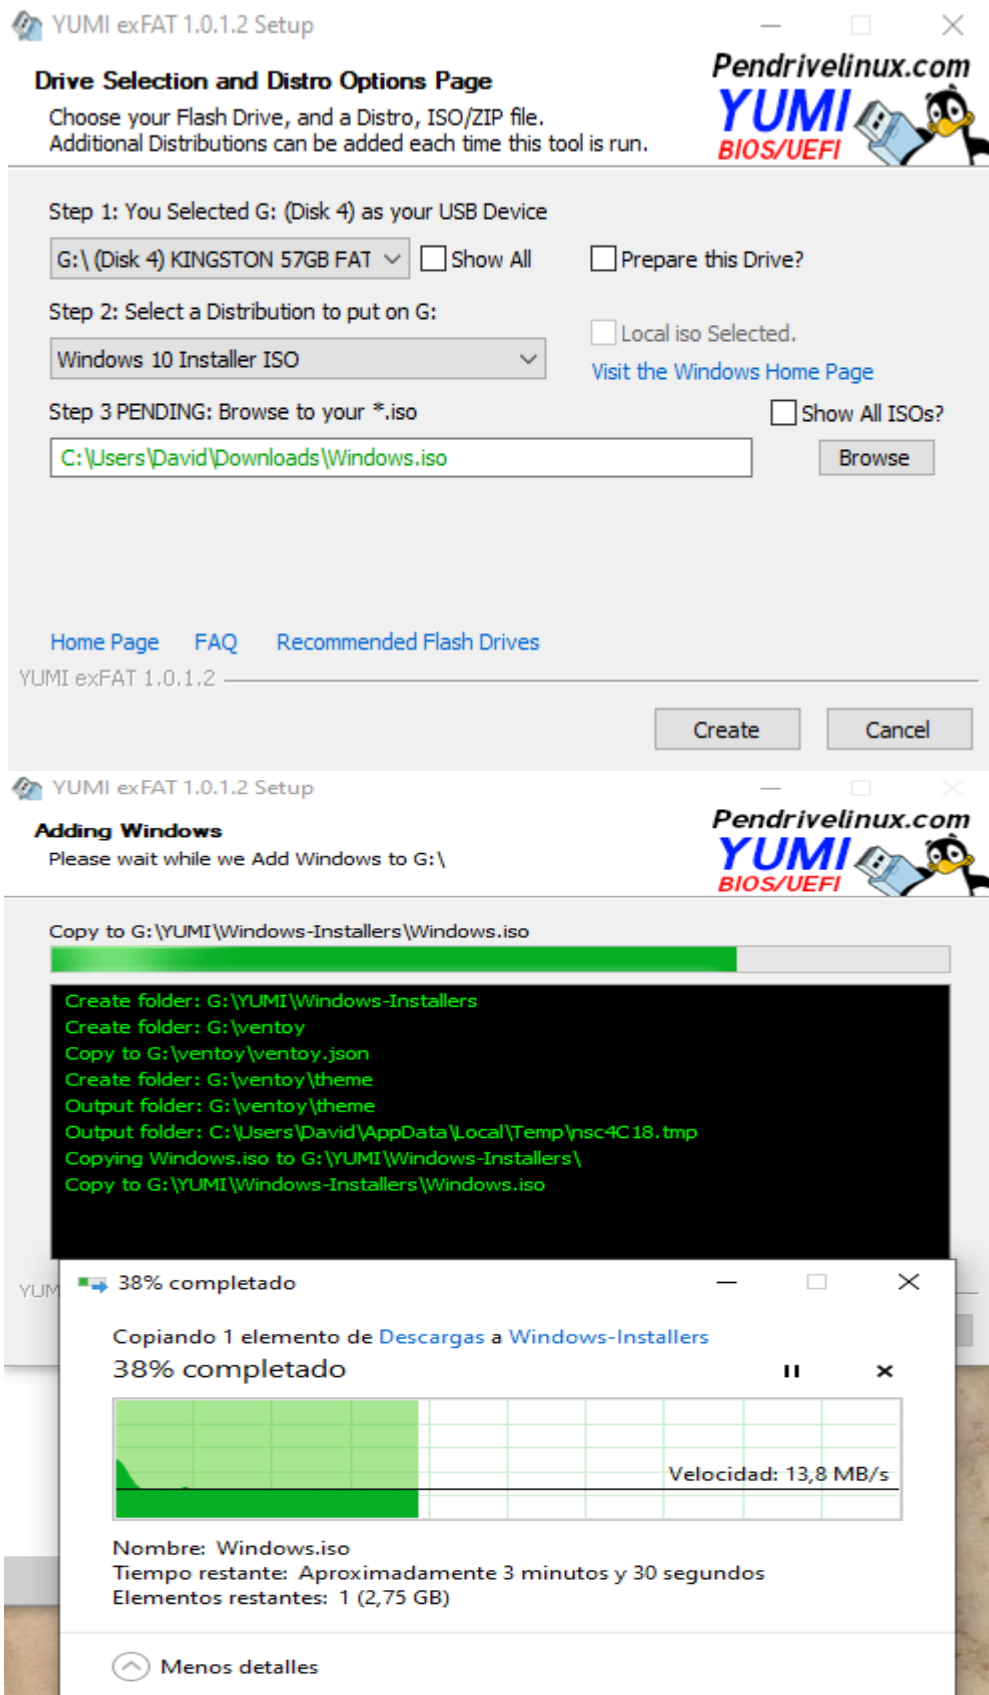 YUMI exFAT 1.0.1.2 Setup
Drive Selection and Distro Options Page
Choose your Flash Drive, and a Distro, ISO/ZIP file.
Additional Distributions can be added each time this tool is run.
Pendrivelinux.com
YUMI
BIOS/UEFI
Step 1: You Selected G: (Disk 4) as your USB Device
G:\ (Disk 4) KINGSTON 57GB FAT
Show All
Prepare this Drive?
Step 2: Select a Distribution to put on G:
Local iso Selected.
Windows 10 Installer ISO
Visit the Windows Home Page
Step 3 PENDING: Browse to your *.iso
Show All ISOs?
C:\Users\David\Downloads\Windows.iso
Browse
Home Page FAQ Recommended Flash Drives
YUMI exFAT 1.0.1.2
Create Cancel
YUMI exFAT 1.0.1.2 Setup
Adding Windows
Please wait while we Add Windows to G:\
Pendrivelinux.com
YUMI
BIOS/UEFI
Copy to G:\YUMI\Windows-Installers\Windows.iso
Create folder: G:\YUMI\Windows-Installers
Create folder: G:\ventoy
Copy to G:\ventoy\ventoy.json
Create folder: G:\ventoy\theme
Output folder: G:\ventoy\theme
Output folder: C:\Users\David\AppData\Local\Temp\nsc4C18.tmp
Copying Windows.iso to G:\YUMI\Windows-Installers\
Copy to G:\YUMI\Windows-Installers\Windows.iso
YUM
38% completado
Copiando 1 elemento de Descargas a Windows-Installers
38% completado
Velocidad: 13,8 MB/s
Nombre: Windows.iso
Tiempo restante: Aproximadamente 3 minutos y 30 segundos
Elementos restantes: 1 (2,75 GB)
Menos detalles